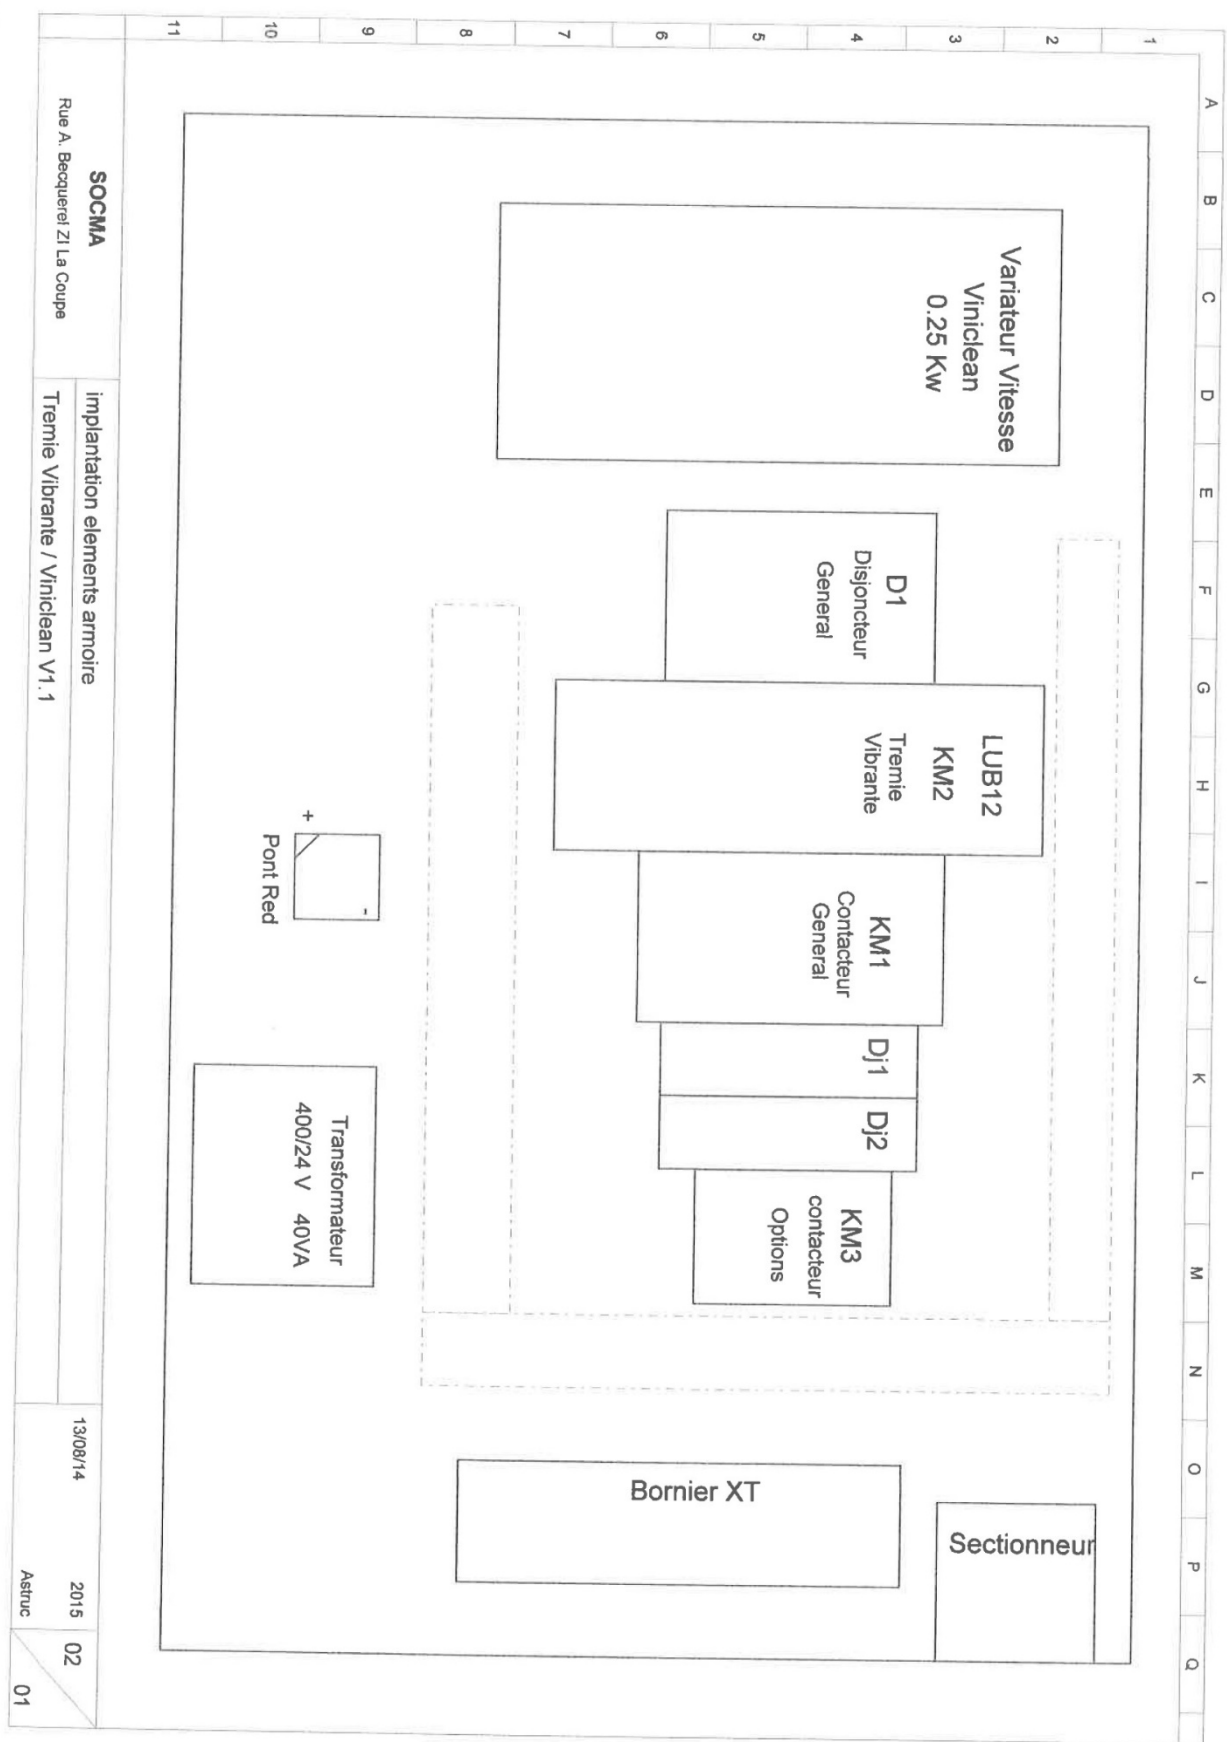 A
B
C
D
E
F
G
H
I
J
K
L
M
N
O
P
Q
1
2
3
4
5
6
7
8
9
10
11
Variateur Vitesse
Viniclean
0.25 Kw
D1
Disjoncteur
General
LUB12
KM2
Tremie
Vibrante
KM1
Contacteur
General
Dj1
Dj2
KM3
contacteur
Options
Sectionneur
Bornier XT
-
+
Pont Red
Transformateur
400/24 V 40VA
SOCMA
Rue A. Becquerel ZI La Coupe
implantation elements armoire
Tremie Vibrante / Viniclean V1.1
13/08/14
2015
Astruc
02
01